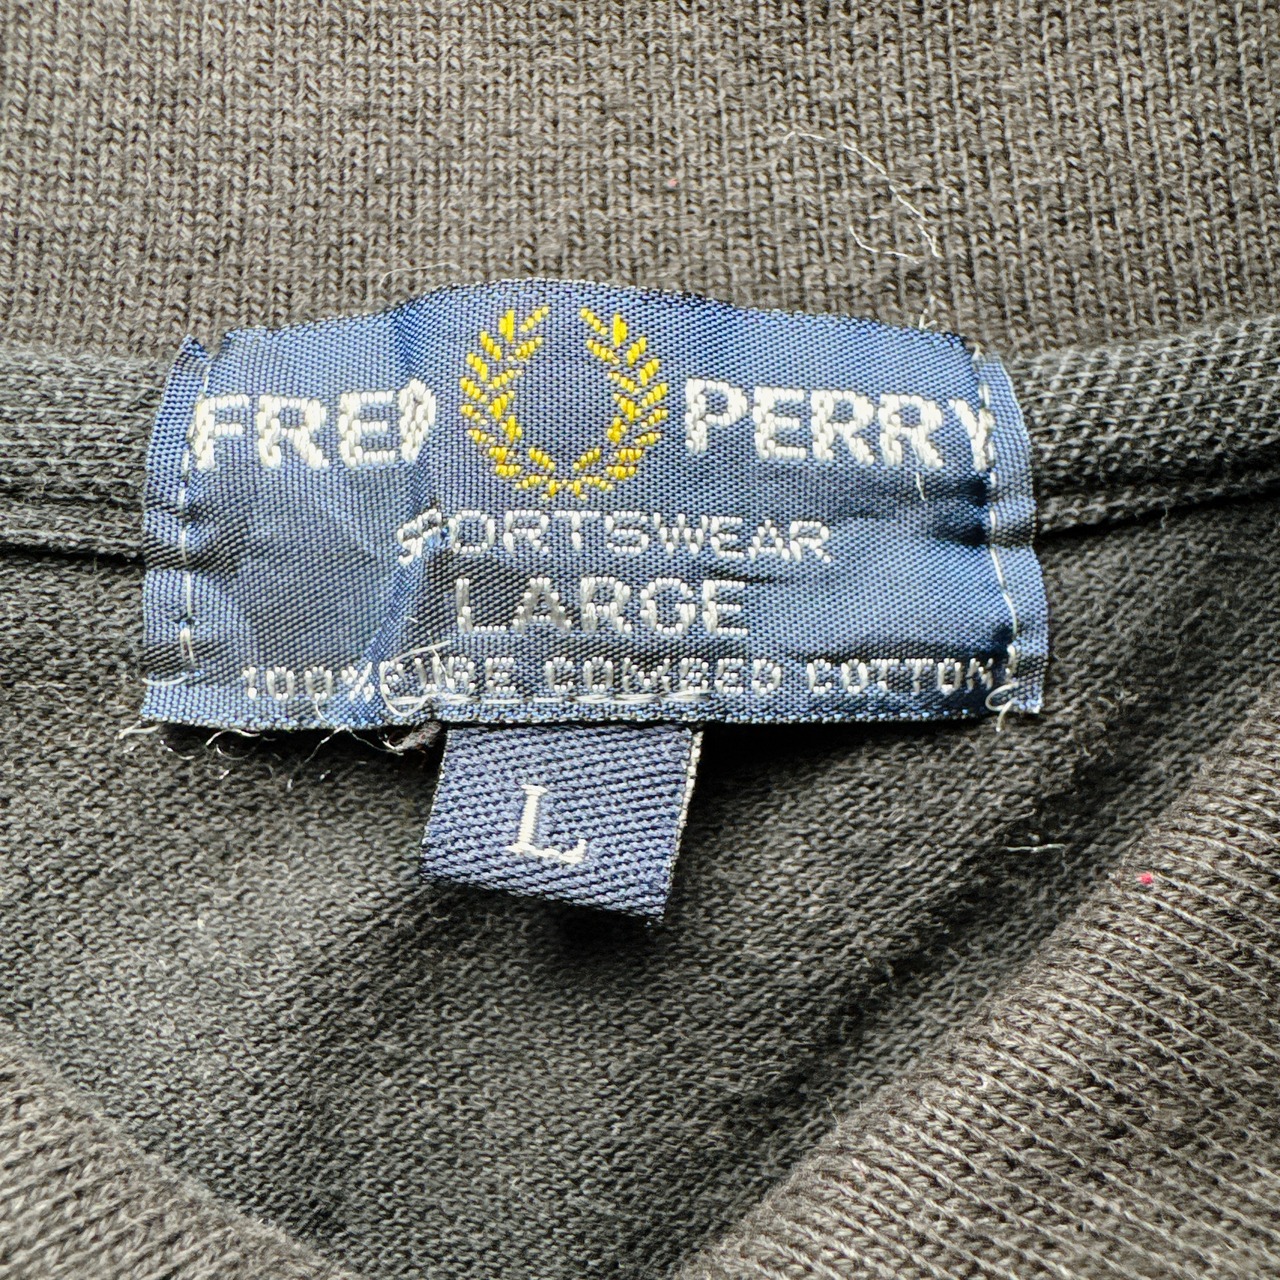 FRED PERRY
SPORTSWEAR
LARGE
100% PURE COMBED COTTON
L